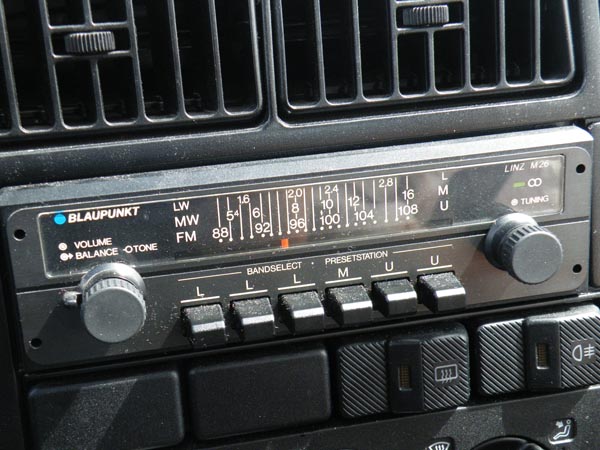 BLAUPUNKT
LINZ M26
LW 1.6 2.0 2.4 2.8 L
MW 54 6 8 10 12 16 M
FM 88 92 96 100 104 108 U
VOLUME
BALANCE TONE
TUNING
BANDSELECT · PRESETSTATION
L L L M U U